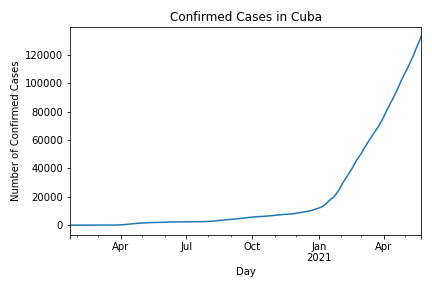 Confirmed Cases in Cuba
Number of Confirmed Cases
120000
100000
80000
60000
40000
20000
0
Apr
Jul
Oct
Jan
2021
Apr
Day